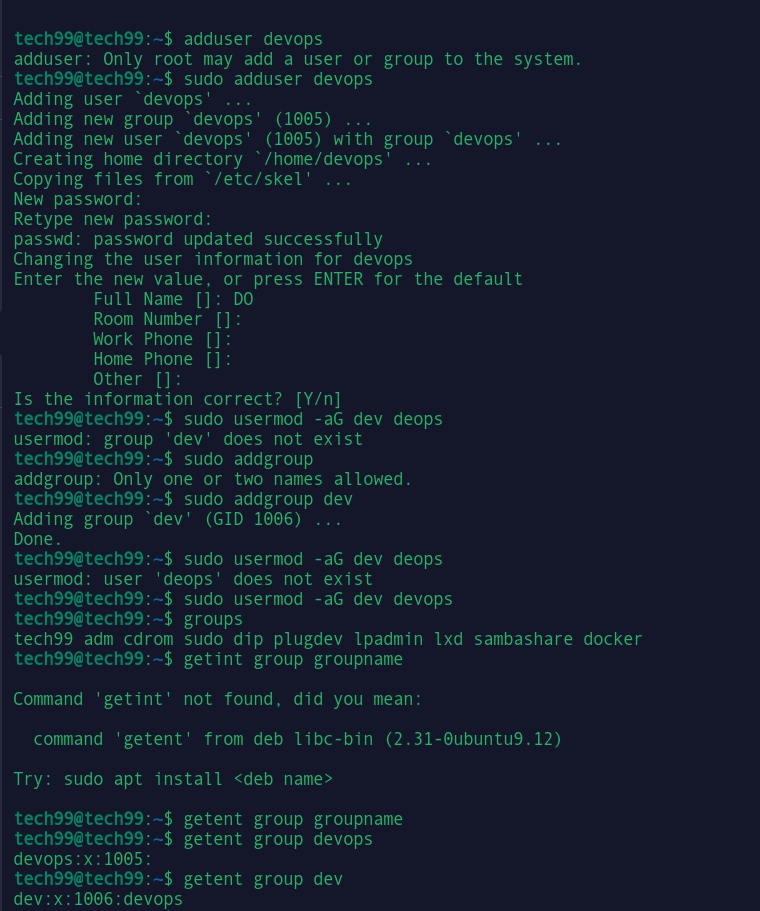 tech99@tech99:~$ adduser devops
adduser: Only root may add a user or group to the system.
tech99@tech99:~$ sudo adduser devops
Adding user `devops' ...
Adding new group `devops' (1005) ...
Adding new user `devops' (1005) with group `devops' ...
Creating home directory `/home/devops' ...
Copying files from `/etc/skel' ...
New password:
Retype new password:
passwd: password updated successfully
Changing the user information for devops
Enter the new value, or press ENTER for the default
        Full Name []: DO
        Room Number []:
        Work Phone []:
        Home Phone []:
        Other []:
Is the information correct? [Y/n]
tech99@tech99:~$ sudo usermod -aG dev deops
usermod: group 'dev' does not exist
tech99@tech99:~$ sudo addgroup
addgroup: Only one or two names allowed.
tech99@tech99:~$ sudo addgroup dev
Adding group `dev' (GID 1006) ...
Done.
tech99@tech99:~$ sudo usermod -aG dev deops
usermod: user 'deops' does not exist
tech99@tech99:~$ sudo usermod -aG dev devops
tech99@tech99:~$ groups
tech99 adm cdrom sudo dip plugdev lpadmin lxd sambashare docker
tech99@tech99:~$ getint group groupname

Command 'getint' not found, did you mean:

  command 'getent' from deb libc-bin (2.31-0ubuntu9.12)

Try: sudo apt install <deb name>

tech99@tech99:~$ getent group groupname
tech99@tech99:~$ getent group devops
devops:x:1005:
tech99@tech99:~$ getent group dev
dev:x:1006:devops